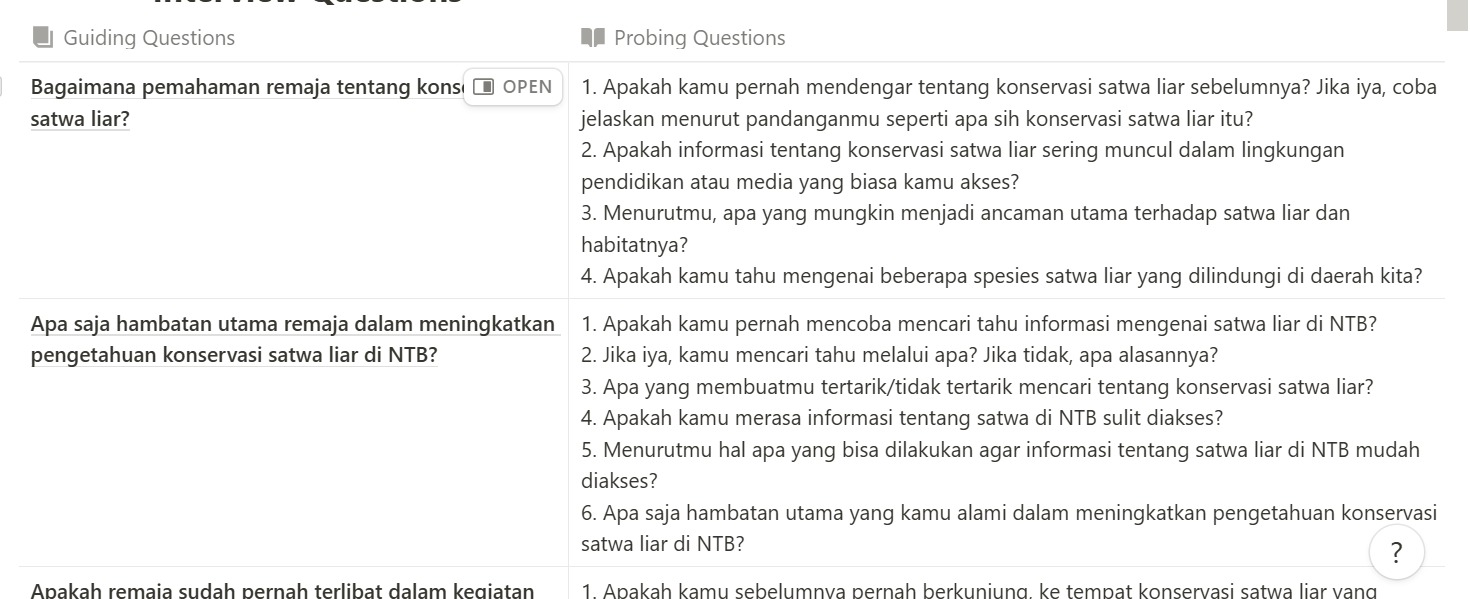 Interview Questions
Guiding Questions
Probing Questions
Bagaimana pemahaman remaja tentang
OPEN
satwa liar?
1. Apakah kamu pernah mendengar tentang konservasi satwa liar sebelumnya? Jika iya, coba
jelaskan menurut pandanganmu seperti apa sih konservasi satwa liar itu?
2. Apakah informasi tentang konservasi satwa liar sering muncul dalam lingkungan
pendidikan atau media yang biasa kamu akses?
3. Menurutmu, apa yang mungkin menjadi ancaman utama terhadap satwa liar dan
habitatnya?
4. Apakah kamu tahu mengenai beberapa spesies satwa liar yang dilindungi di daerah kita?
Apa saja hambatan utama remaja dalam meningkatkan
pengetahuan konservasi satwa liar di NTB?
1. Apakah kamu pernah mencoba mencari tahu informasi mengenai satwa liar di NTB?
2. Jika iya, kamu mencari tahu melalui apa? Jika tidak, apa alasannya?
3. Apa yang membuatmu tertarik/tidak tertarik mencari tentang konservasi satwa liar?
4. Apakah kamu merasa informasi tentang satwa di NTB sulit diakses?
5. Menurutmu hal apa yang bisa dilakukan agar informasi tentang satwa liar di NTB mudah
diakses?
6. Apa saja hambatan utama yang kamu alami dalam meningkatkan pengetahuan konservasi
satwa liar di NTB?
?
Apakah remaja sudah pernah terlibat dalam kegiatan
1. Apakah kamu sebelumnya pernah berkunjung, ke tempat konservasi satwa liar yang